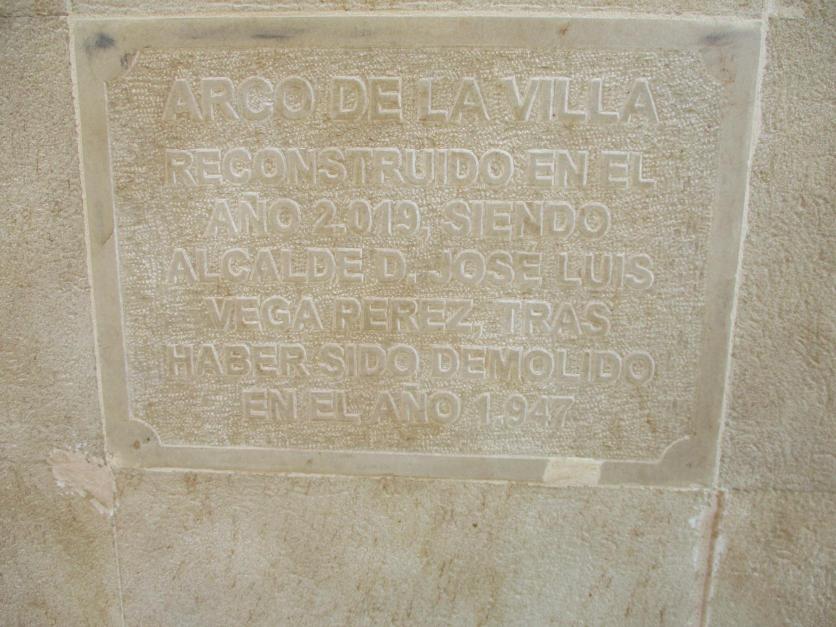 ARCO DE LA VILLA
RECONSTRUIDO EN EL
AÑO 2.019, SIENDO
ALCALDE D. JOSE LUIS
VEGA PEREZ, TRAS
HABER SIDO DEMOLIDO
EN EL AÑO 1.947